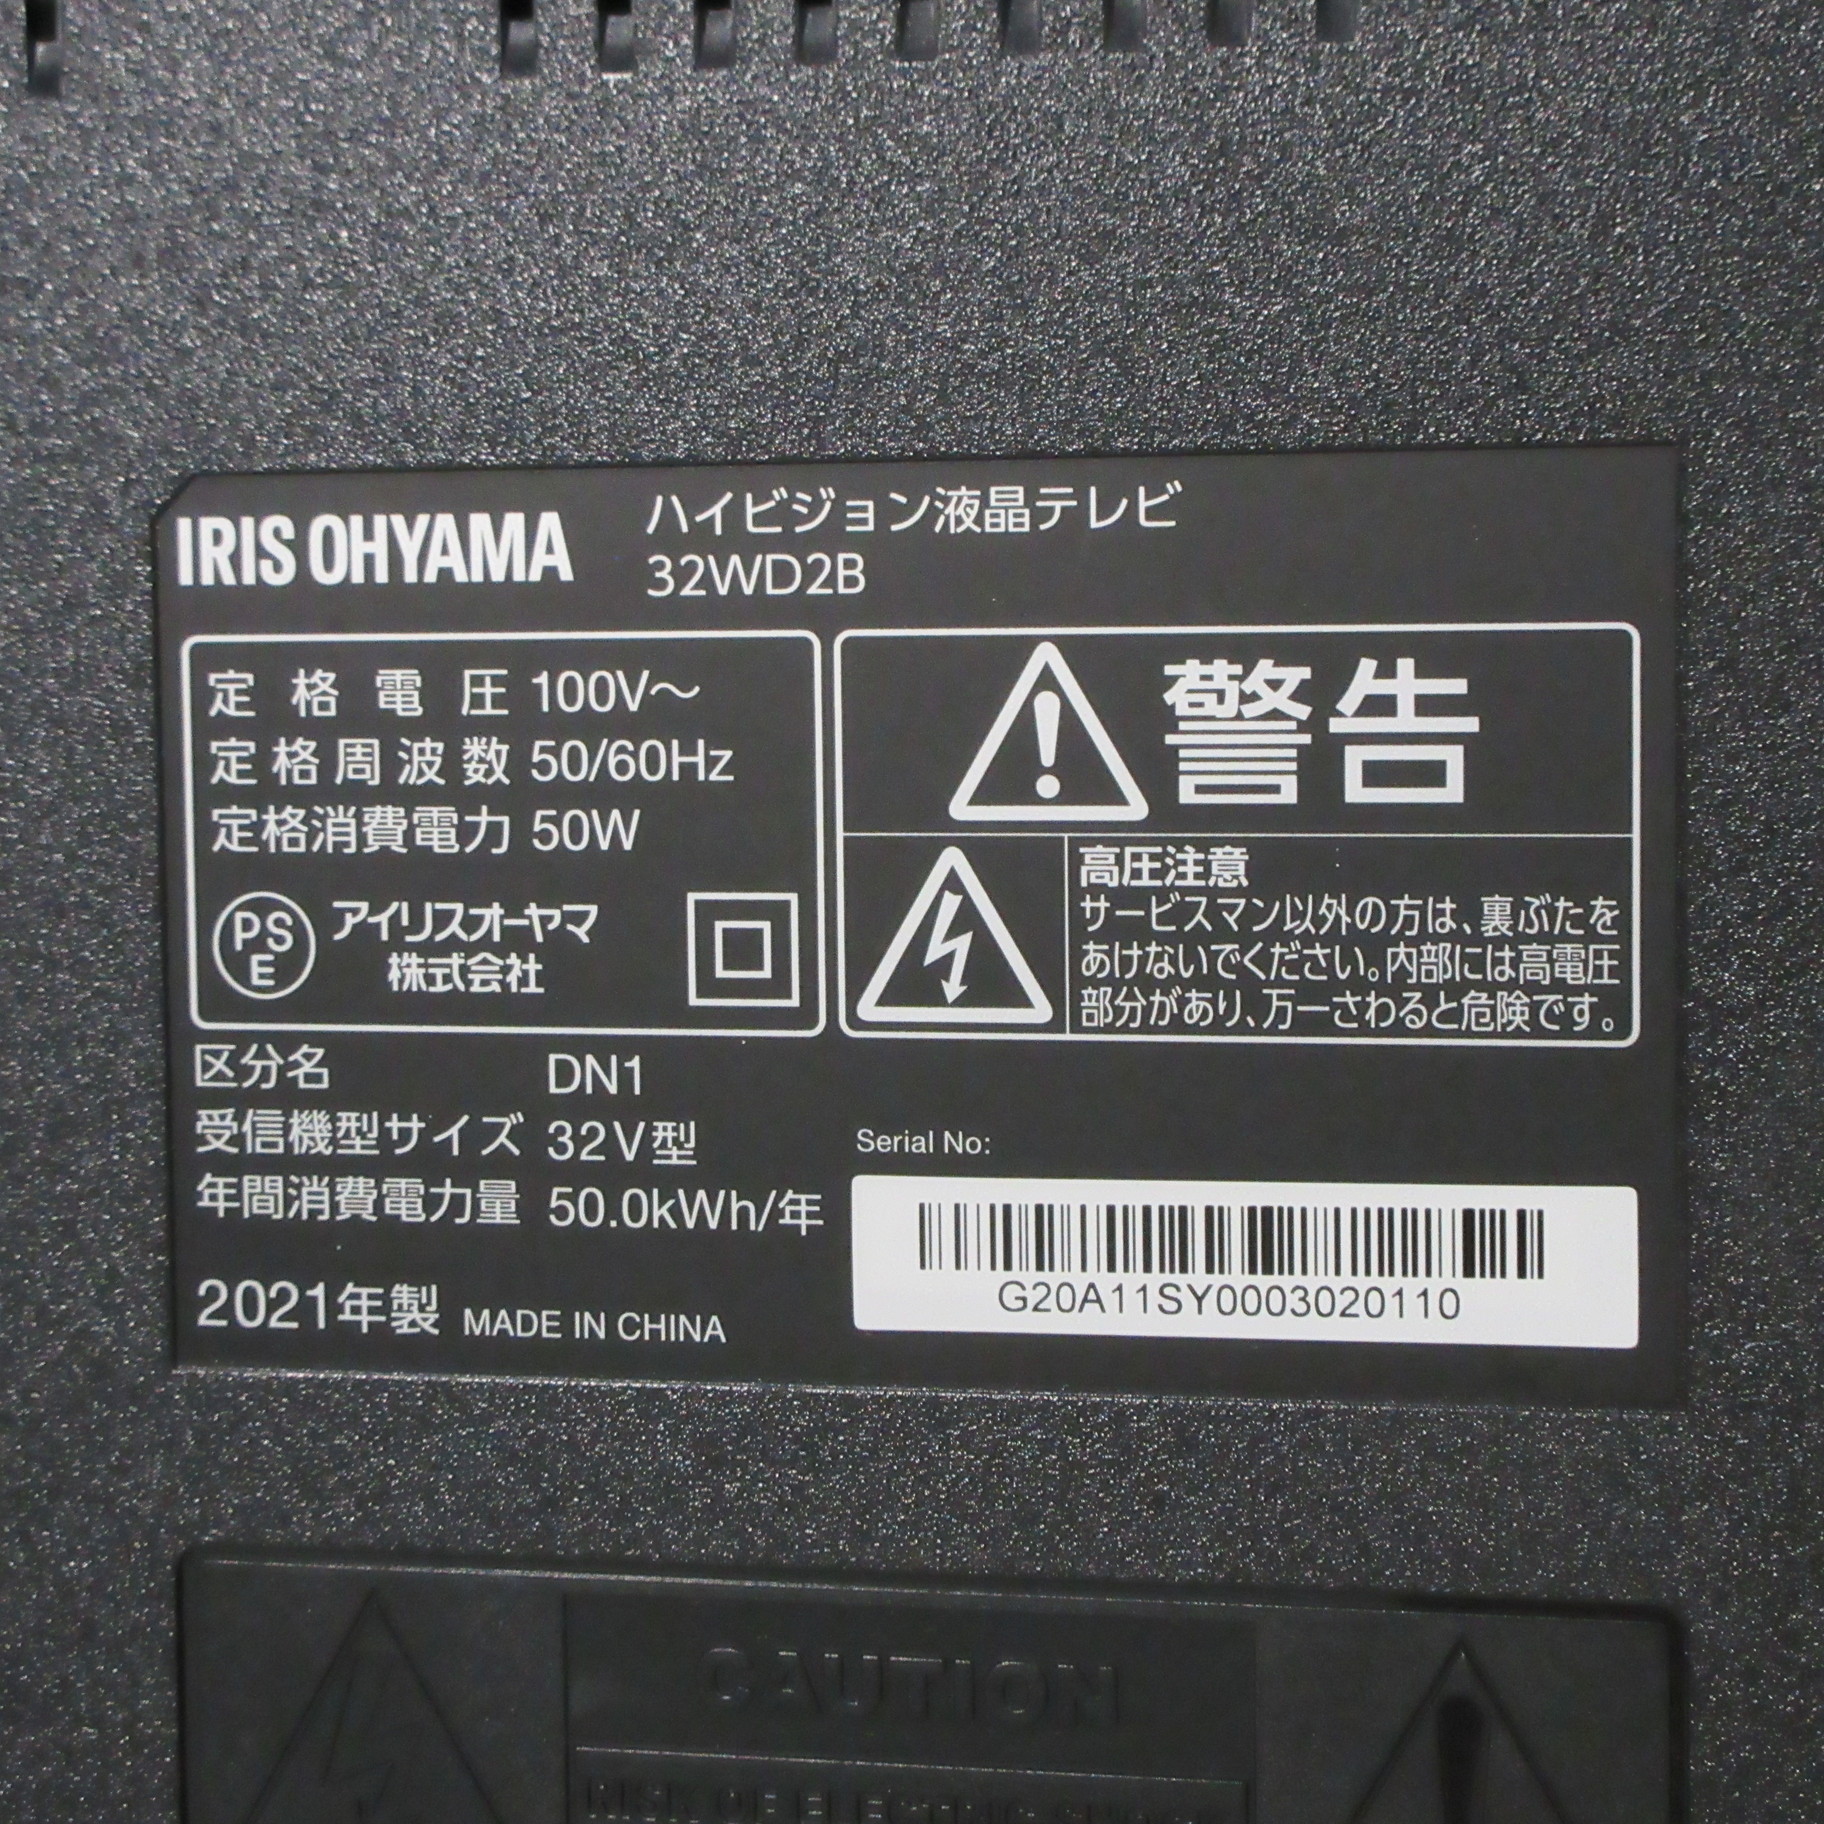 IRIS OHYAMA
ハイビジョン液晶テレビ
32WD2B
定格電圧 100V～
定格周波数 50/60Hz
定格消費電力 50W
PS
E
アイリスオーヤマ
株式会社
警告
高圧注意
サービスマン以外の方は、裏ぶたを
あけないでください。内部には高電圧
部分があり、万一さわると危険です。
区分名 DN1
受信機型サイズ 32V型
年間消費電力量 50.0kWh/年
2021年製 MADE IN CHINA
Serial No:
G20A11SY0003020110
CAUTION
RISK OF ELECTRIC SHOCK